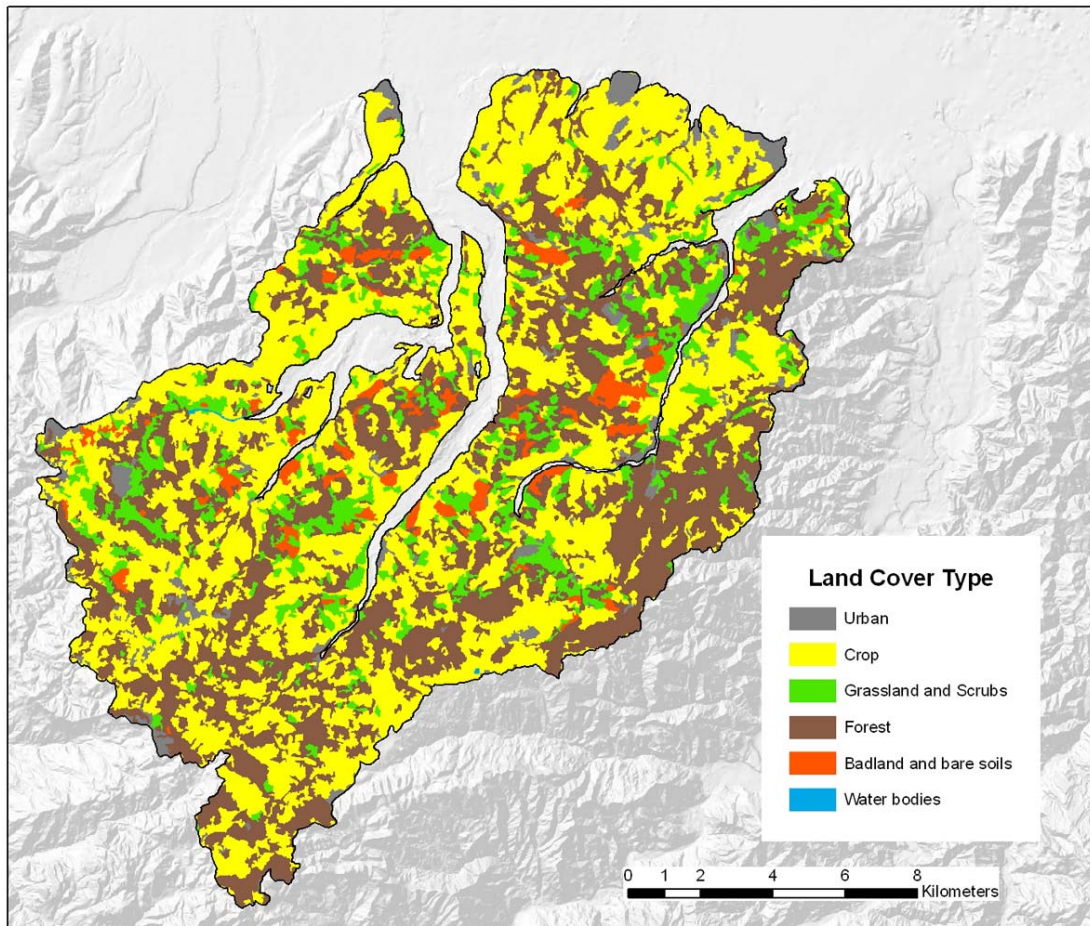 Land Cover Type
Urban
Crop
Grassland and Scrubs
Forest
Badland and bare soils
Water bodies
0 1 2 4 6 8
Kilometers